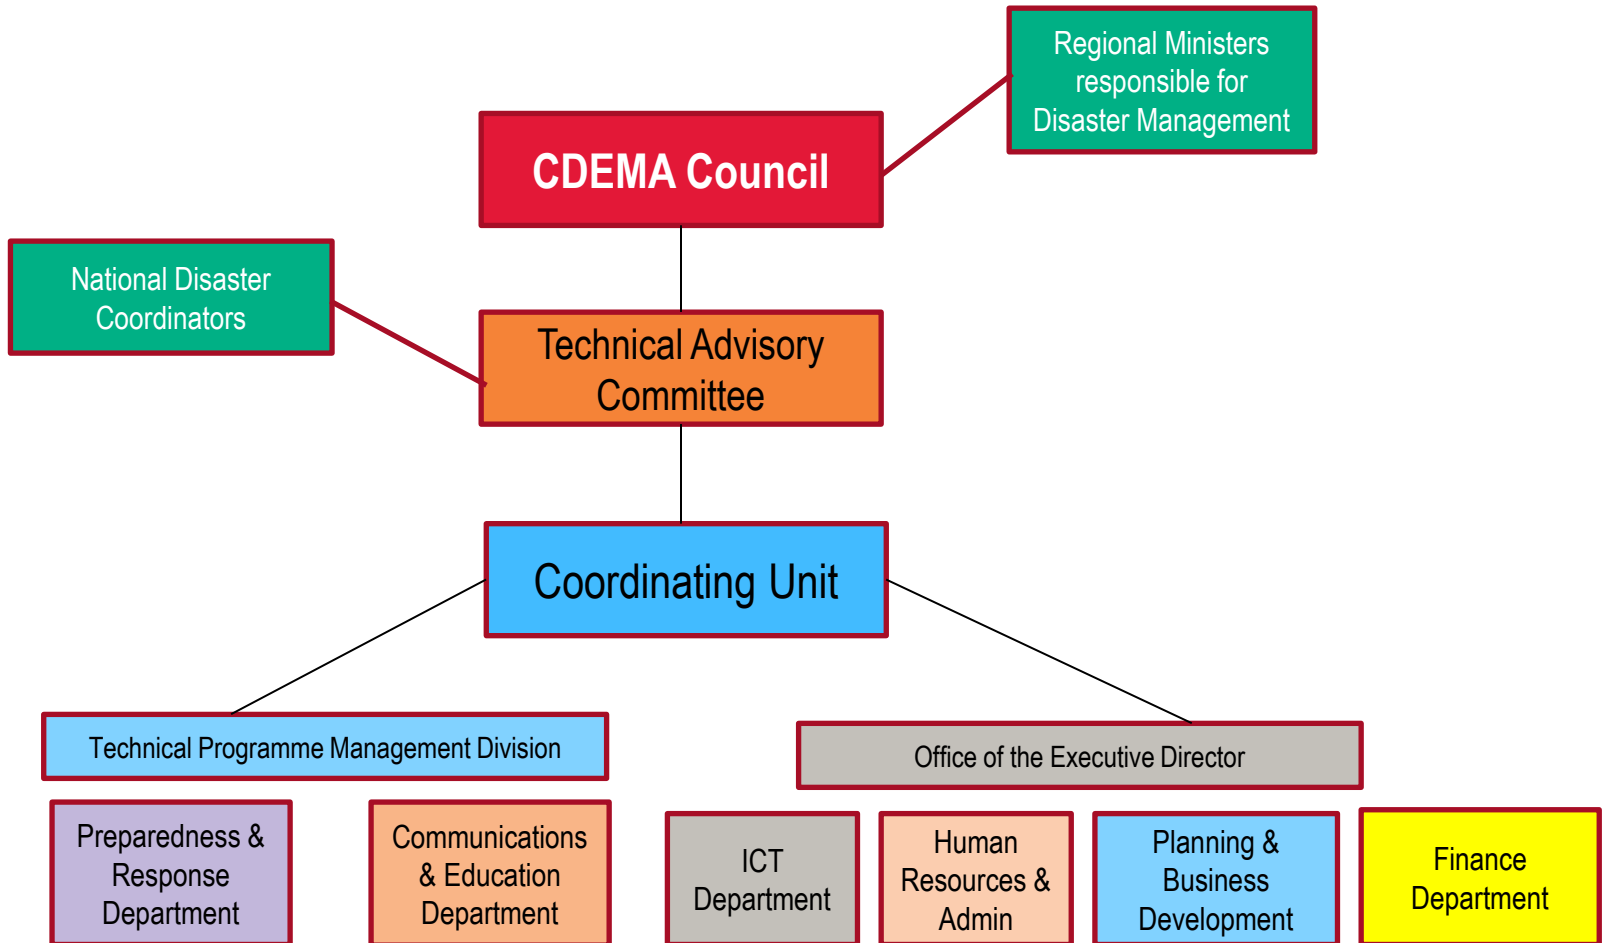 Regional Ministers
responsible for
Disaster Management
CDEMA Council
National Disaster
Coordinators
Technical Advisory
Committee
Coordinating Unit
Technical Programme Management Division
Office of the Executive Director
Preparedness &
Response
Department
Communications
& Education
Department
ICT
Department
Human
Resources &
Admin
Planning &
Business
Development
Finance
Department